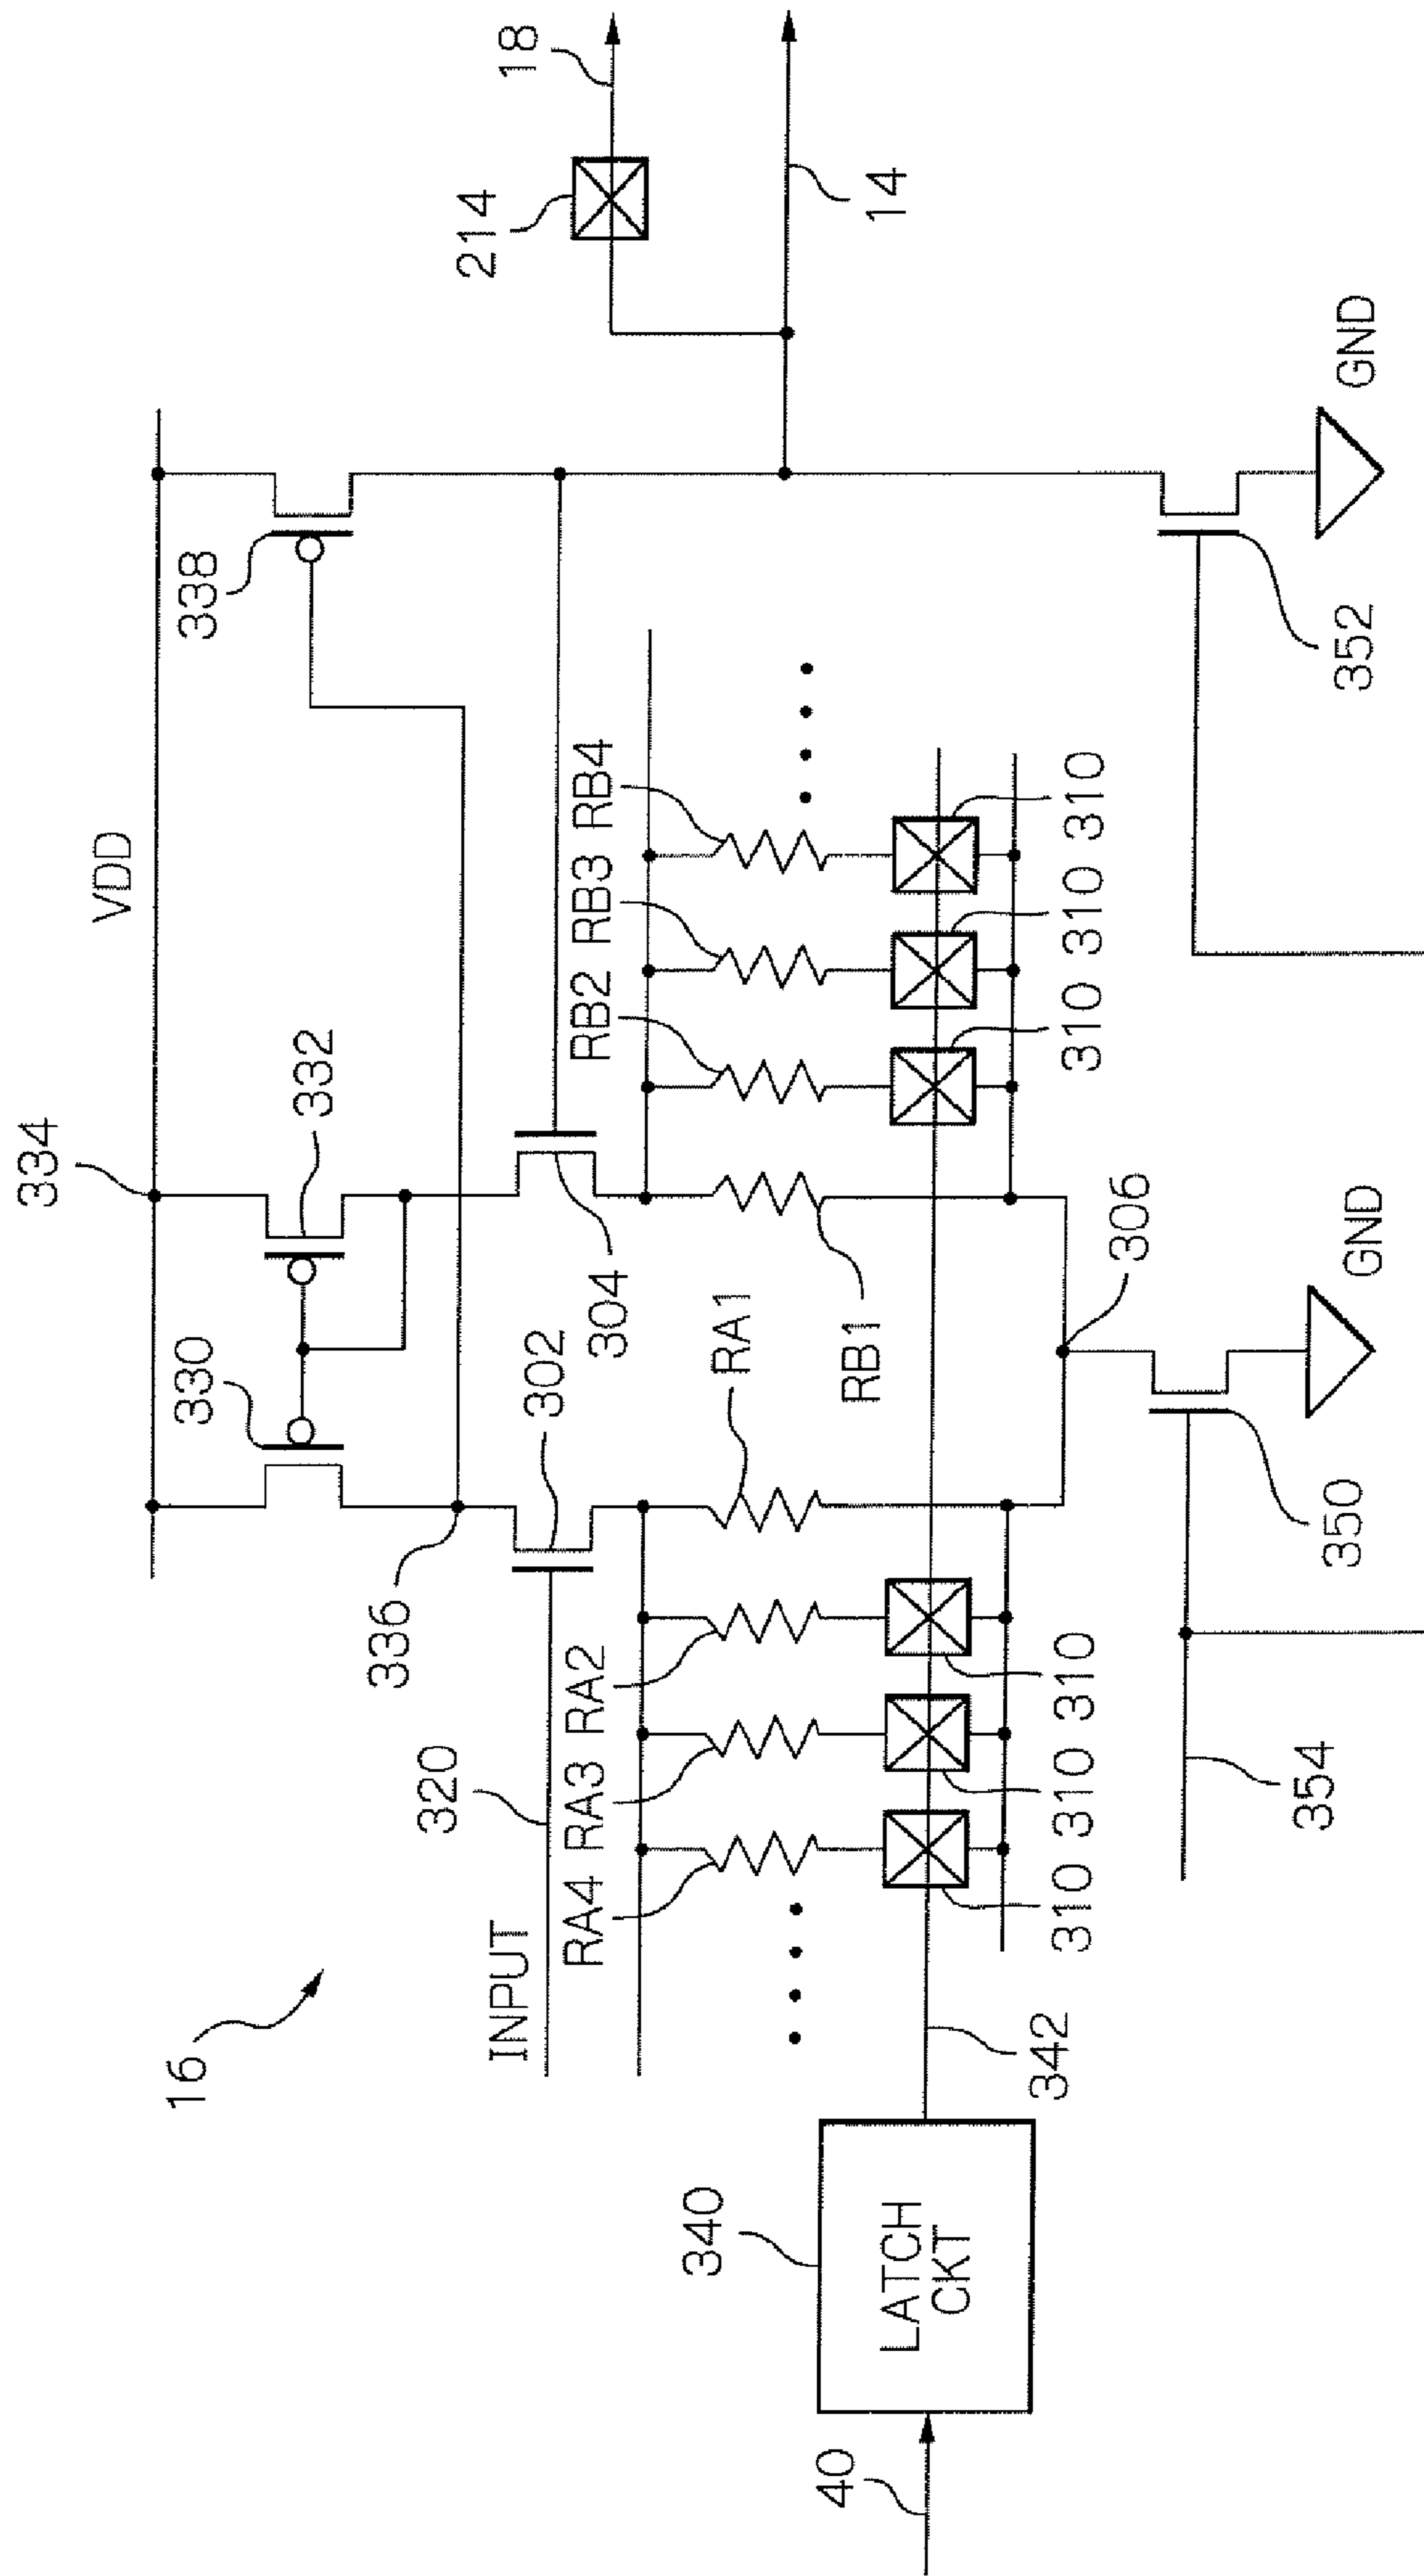 16
VDD
334
330
332
338
336
302
304
320
INPUT
RA4
RA3
RA2
RA1
RB1
RB2
RB3
RB4
310
310
310
310
310
310
306
340
LATCH
CKT
342
40
354
350
GND
352
GND
214
18
14